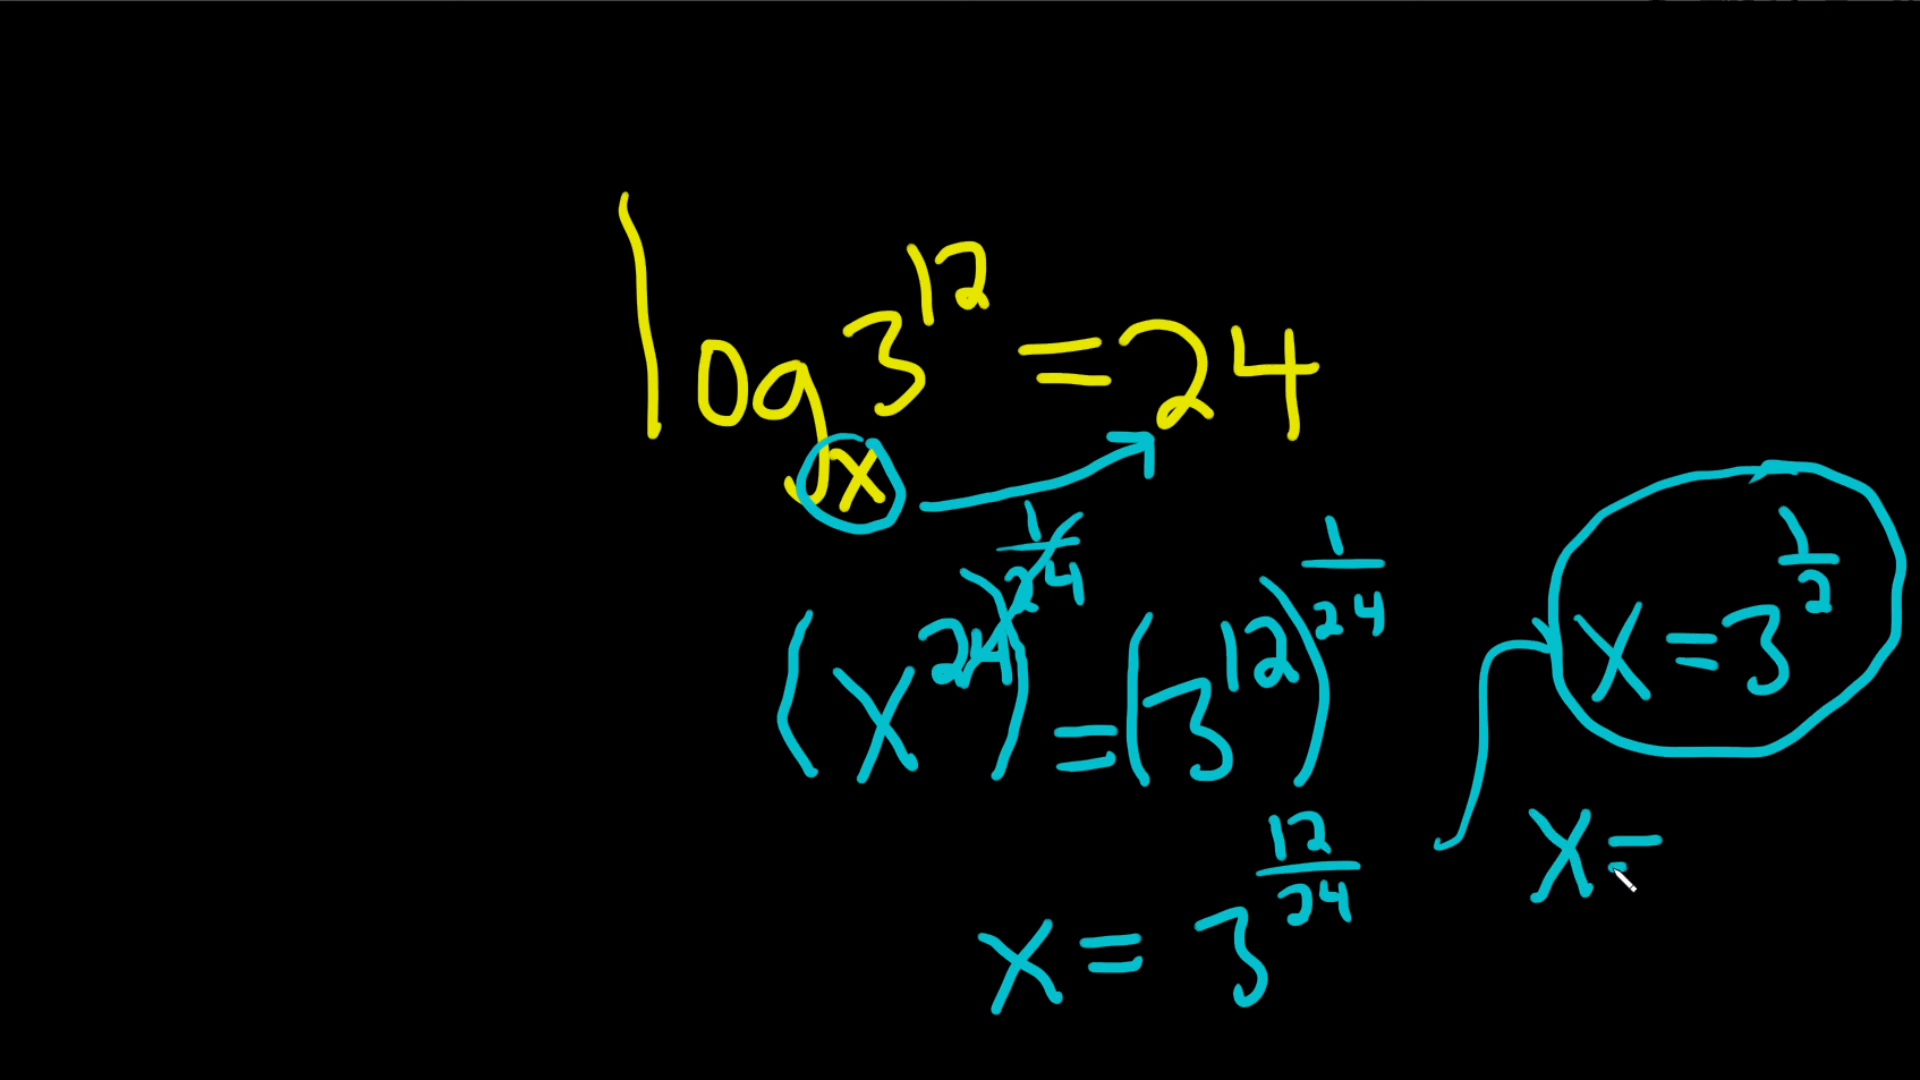 log_x 3^12 = 24
(x^24)^(1/24) = (3^12)^(1/24)
x = 3^(12/24)
x = 3^(1/2)
x =